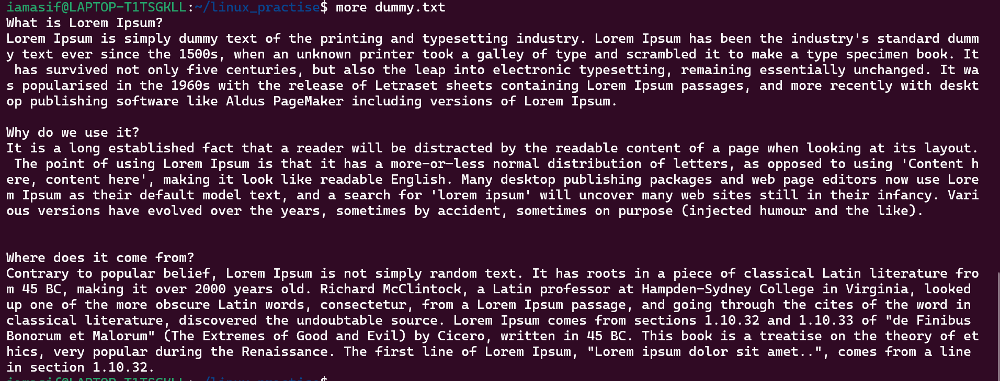 iamasif@LAPTOP-T1TSGKLL:~/linux_practise$ more dummy.txt
What is Lorem Ipsum?
Lorem Ipsum is simply dummy text of the printing and typesetting industry. Lorem Ipsum has been the industry's standard dumm
y text ever since the 1500s, when an unknown printer took a galley of type and scrambled it to make a type specimen book. It
 has survived not only five centuries, but also the leap into electronic typesetting, remaining essentially unchanged. It wa
s popularised in the 1960s with the release of Letraset sheets containing Lorem Ipsum passages, and more recently with deskt
op publishing software like Aldus PageMaker including versions of Lorem Ipsum.

Why do we use it?
It is a long established fact that a reader will be distracted by the readable content of a page when looking at its layout.
 The point of using Lorem Ipsum is that it has a more-or-less normal distribution of letters, as opposed to using 'Content h
ere, content here', making it look like readable English. Many desktop publishing packages and web page editors now use Lore
m Ipsum as their default model text, and a search for 'lorem ipsum' will uncover many web sites still in their infancy. Vari
ous versions have evolved over the years, sometimes by accident, sometimes on purpose (injected humour and the like).


Where does it come from?
Contrary to popular belief, Lorem Ipsum is not simply random text. It has roots in a piece of classical Latin literature fro
m 45 BC, making it over 2000 years old. Richard McClintock, a Latin professor at Hampden-Sydney College in Virginia, looked
up one of the more obscure Latin words, consectetur, from a Lorem Ipsum passage, and going through the cites of the word in
classical literature, discovered the undoubtable source. Lorem Ipsum comes from sections 1.10.32 and 1.10.33 of "de Finibus
Bonorum et Malorum" (The Extremes of Good and Evil) by Cicero, written in 45 BC. This book is a treatise on the theory of et
hics, very popular during the Renaissance. The first line of Lorem Ipsum, "Lorem ipsum dolor sit amet..", comes from a line
in section 1.10.32.
iamasif@LAPTOP-T1TSGKLL:~/linux_practise$